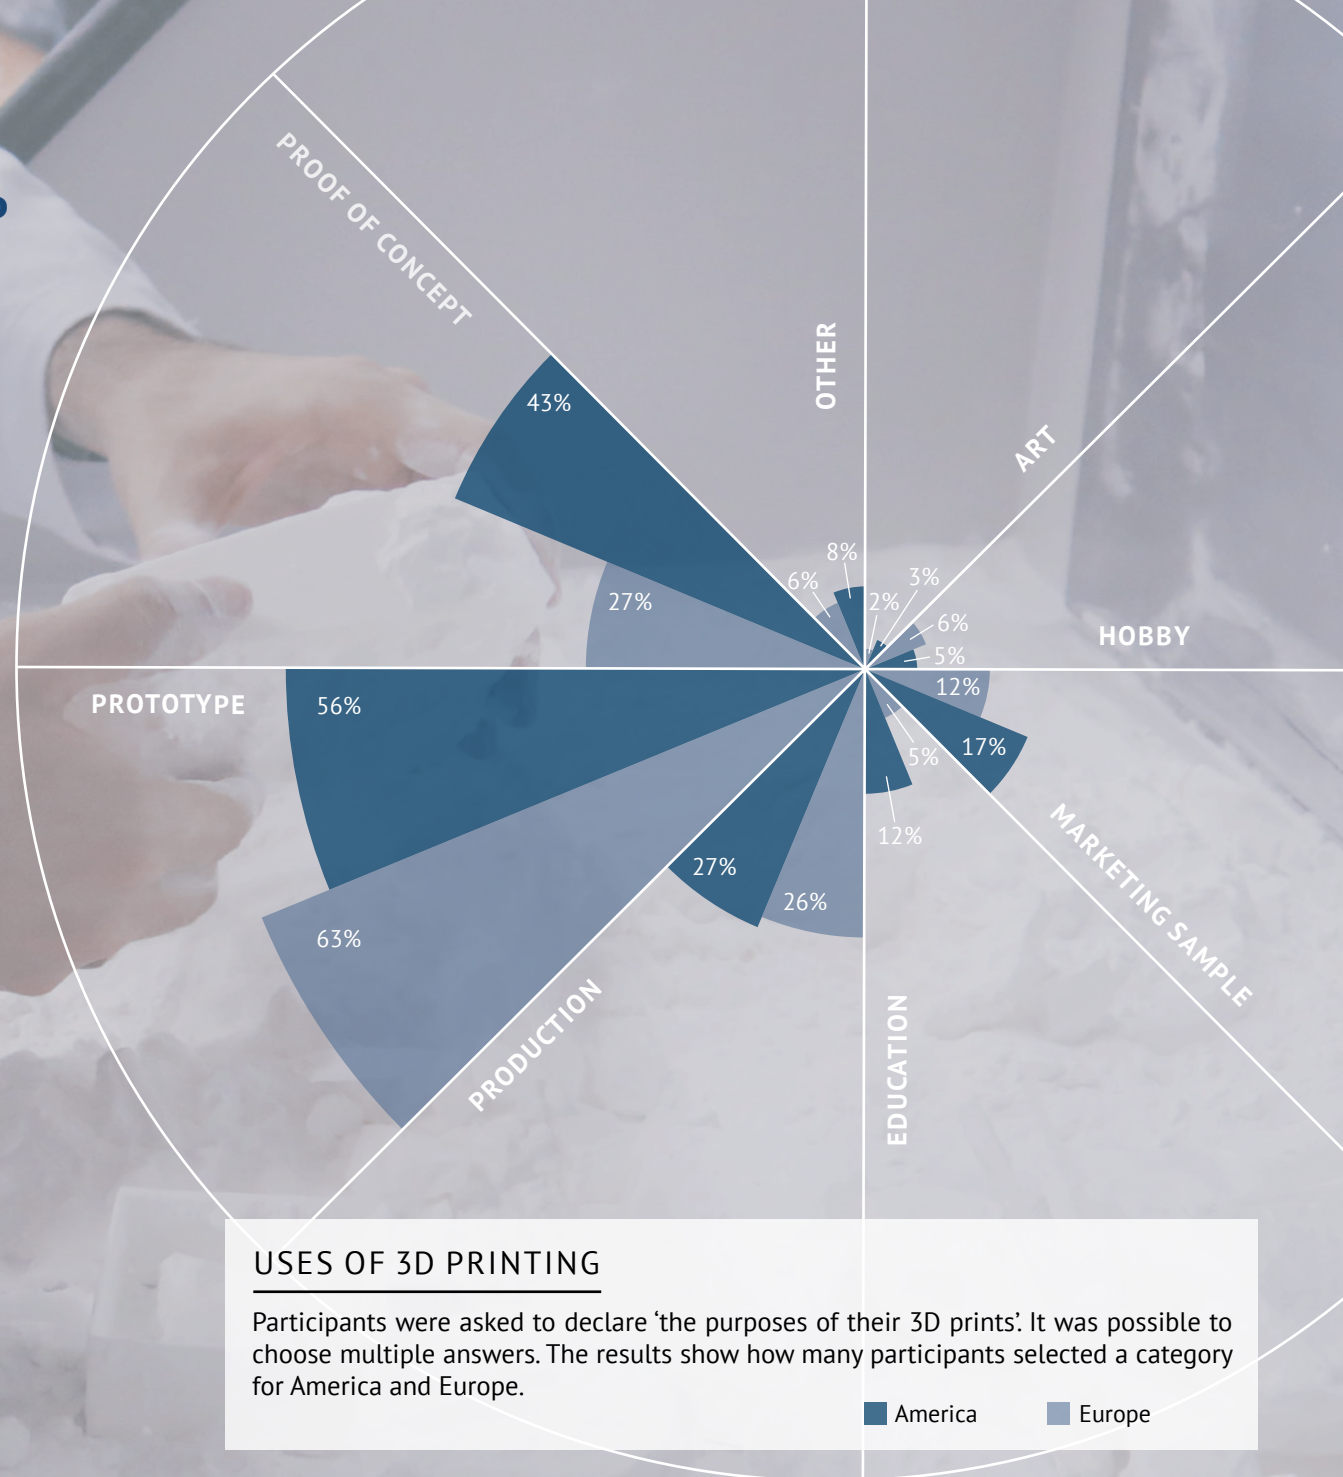 PROOF OF CONCEPT
OTHER
ART
43%
8%
6%
3%
2%
27%
6%
HOBBY
5%
12%
PROTOTYPE
56%
17%
5%
MARKETING SAMPLE
12%
27%
26%
63%
PRODUCTION
EDUCATION
USES OF 3D PRINTING
Participants were asked to declare ‘the purposes of their 3D prints’. It was possible to
choose multiple answers. The results show how many participants selected a category
for America and Europe.
America
Europe